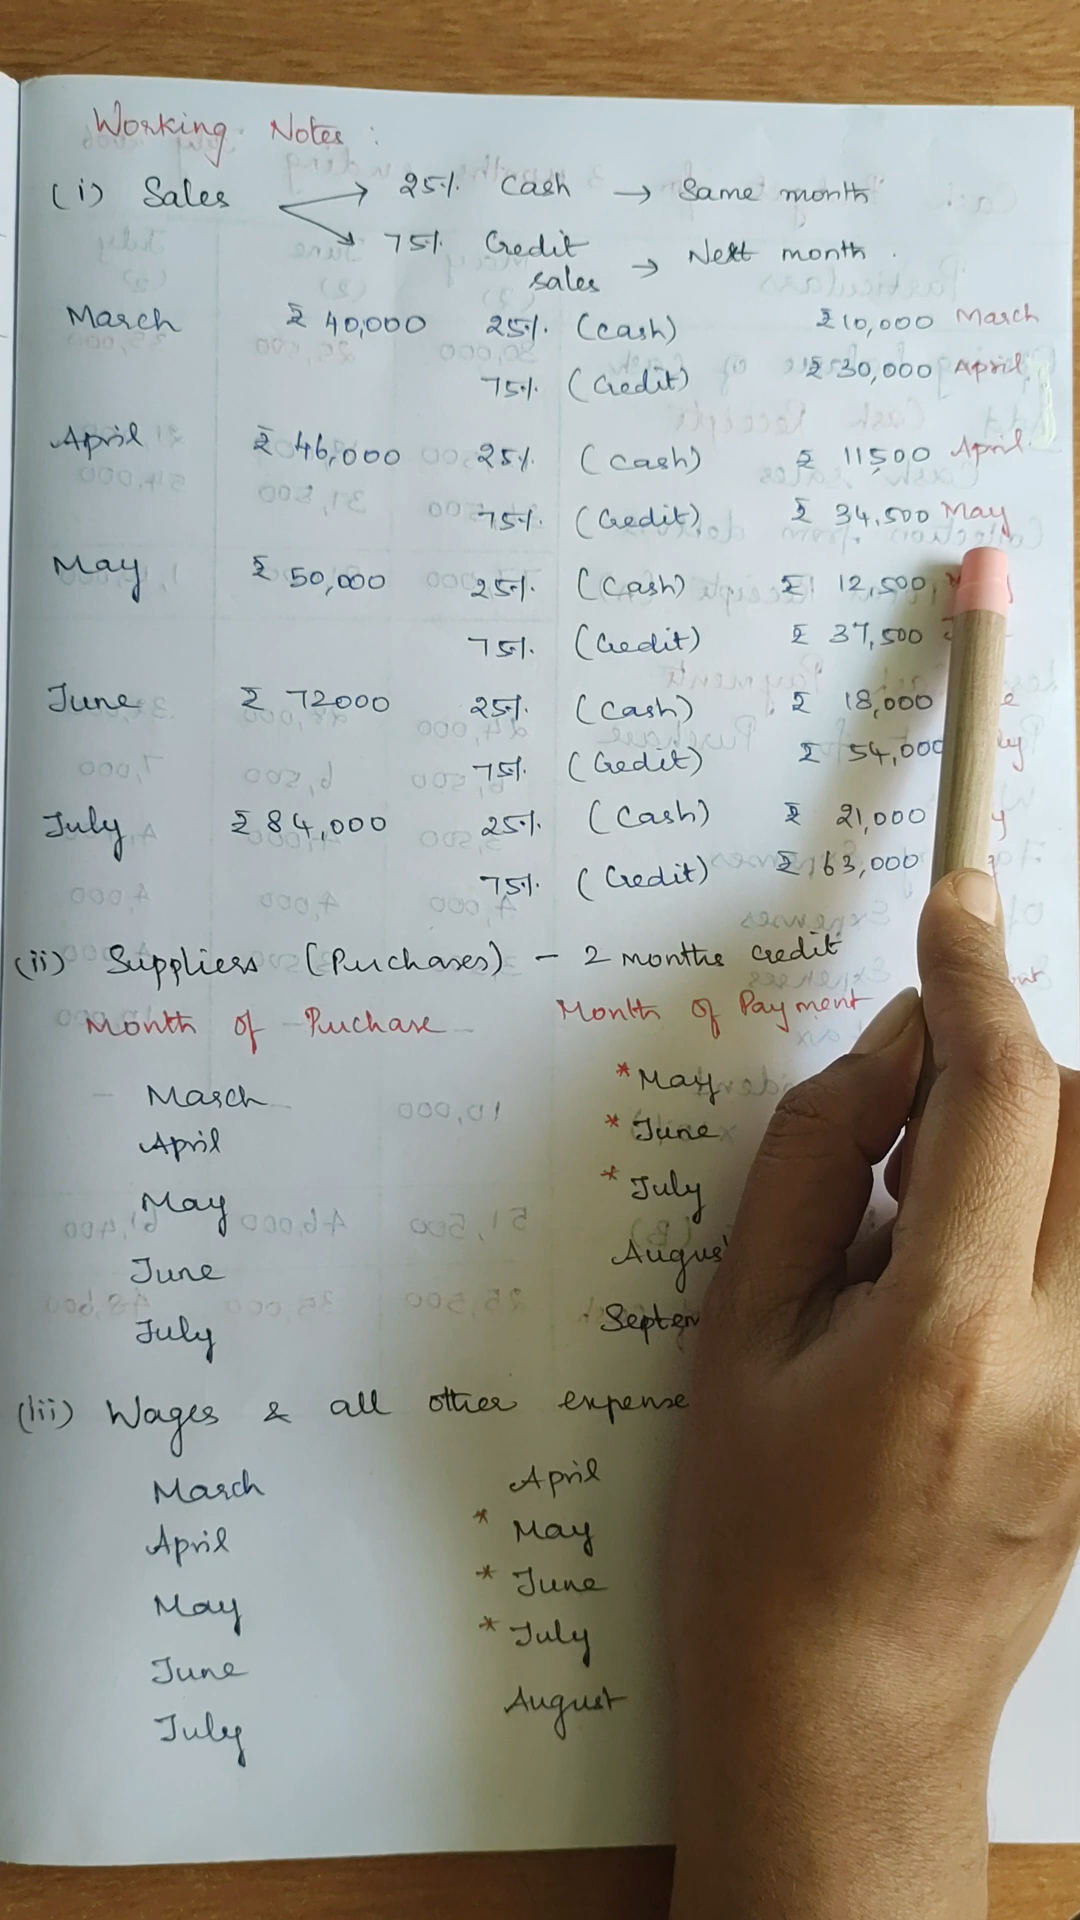 Working Notes :
(i) Sales → 25% Cash → Same month
→ 75% Credit sales → Next month .
March ₹ 40,000 25% (Cash) ₹10,000 March
75% (Credit) ₹30,000 April
April ₹ 46,000 25% (Cash) ₹ 11,500 April
75% (Credit) ₹ 34,500 May
May ₹ 50,000 25% (Cash) ₹ 12,500
75% (Credit) ₹ 37,500
June ₹ 72000 25% (Cash) ₹ 18,000
75% (Credit) ₹ 54,000
July ₹84,000 25% (Cash) ₹ 21,000
75% (Credit) ₹ 63,000
(ii) Suppliers (Purchases) - 2 months credit
Month of Puchase Month of Payment
March * May
April * June
May * July
June August
July Septem
(iii) Wages & all other expense
March April
April * May
May * June
June * July
July August